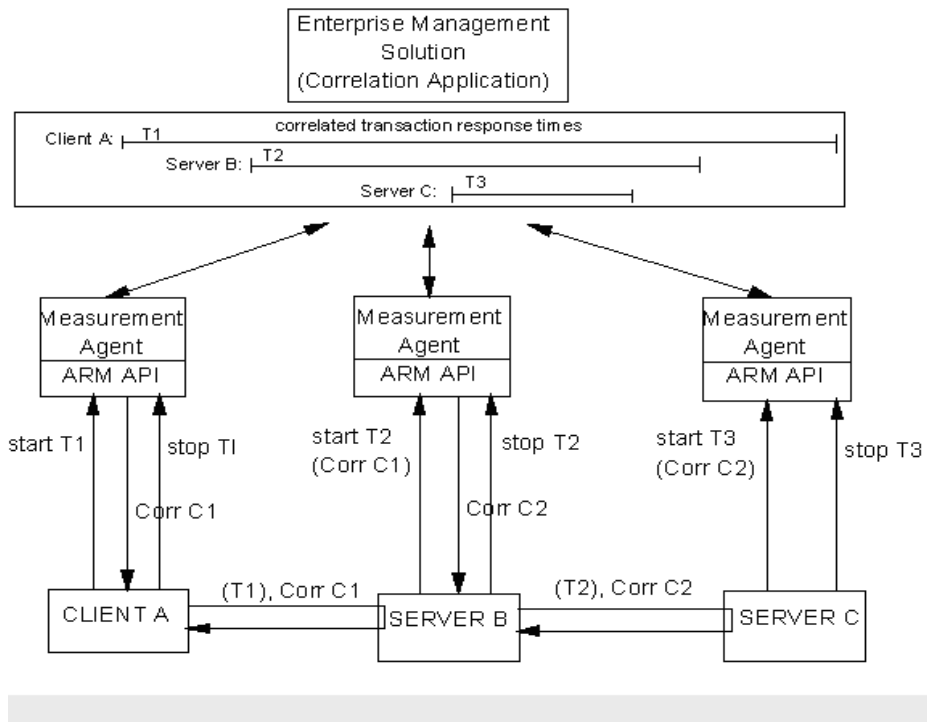 Enterprise Management
Solution
(Correlation Application)
correlated transaction response times
Client A: T1
Server B: T2
Server C: T3
Measurement
Agent
ARM API
Measurement
Agent
ARM API
Measurement
Agent
ARM API
start T1
stop TI
Corr C1
start T2
(Corr C1)
stop T2
Corr C2
start T3
(Corr C2)
stop T3
(T1), Corr C1
(T2), Corr C2
CLIENT A
SERVER B
SERVER C